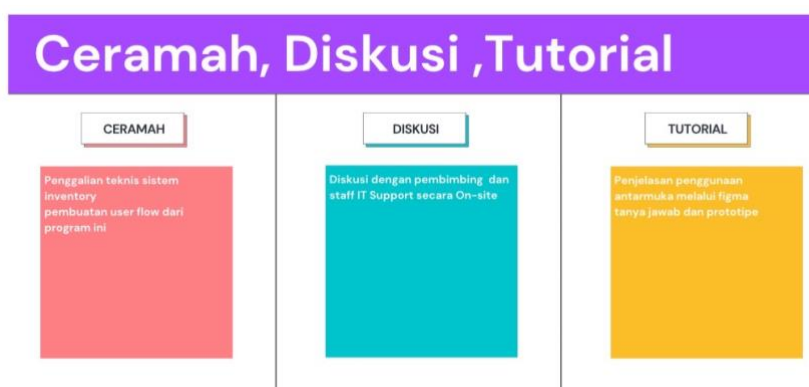 Ceramah, Diskusi ,Tutorial
CERAMAH
Penggalian teknis sistem
inventory
pembuatan user flow dari
program ini
DISKUSI
Diskusi dengan pembimbing dan
staff IT Support secara On-site
TUTORIAL
Penjelasan penggunaan
antarmuka melalui figma
tanya jawab dan prototipe